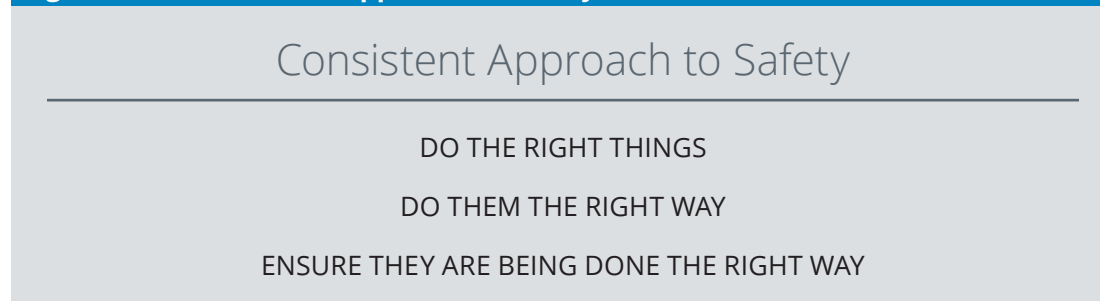 Consistent Approach to Safety
DO THE RIGHT THINGS
DO THEM THE RIGHT WAY
ENSURE THEY ARE BEING DONE THE RIGHT WAY